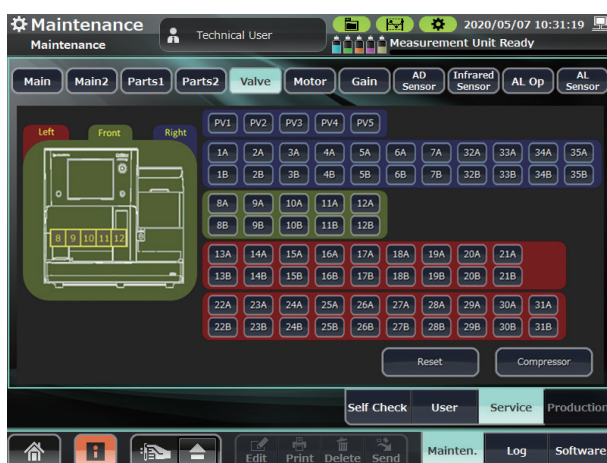 Maintenance
Maintenance
Technical User
2020/05/07 10:31:19
Measurement Unit Ready
Main Main2 Parts1 Parts2 Valve Motor Gain AD Sensor Infrared Sensor AL Op AL Sensor
Left Front Right
PV1 PV2 PV3 PV4 PV5
1A 2A 3A 4A 5A 6A 7A 32A 33A 34A 35A
1B 2B 3B 4B 5B 6B 7B 32B 33B 34B 35B
8A 9A 10A 11A 12A
8B 9B 10B 11B 12B
8 9 10 11 12
13A 14A 15A 16A 17A 18A 19A 20A 21A
13B 14B 15B 16B 17B 18B 19B 20B 21B
22A 23A 24A 25A 26A 27A 28A 29A 30A 31A
22B 23B 24B 25B 26B 27B 28B 29B 30B 31B
Reset Compressor
Self Check User Service Production
Edit Print Delete Send Mainten. Log Software